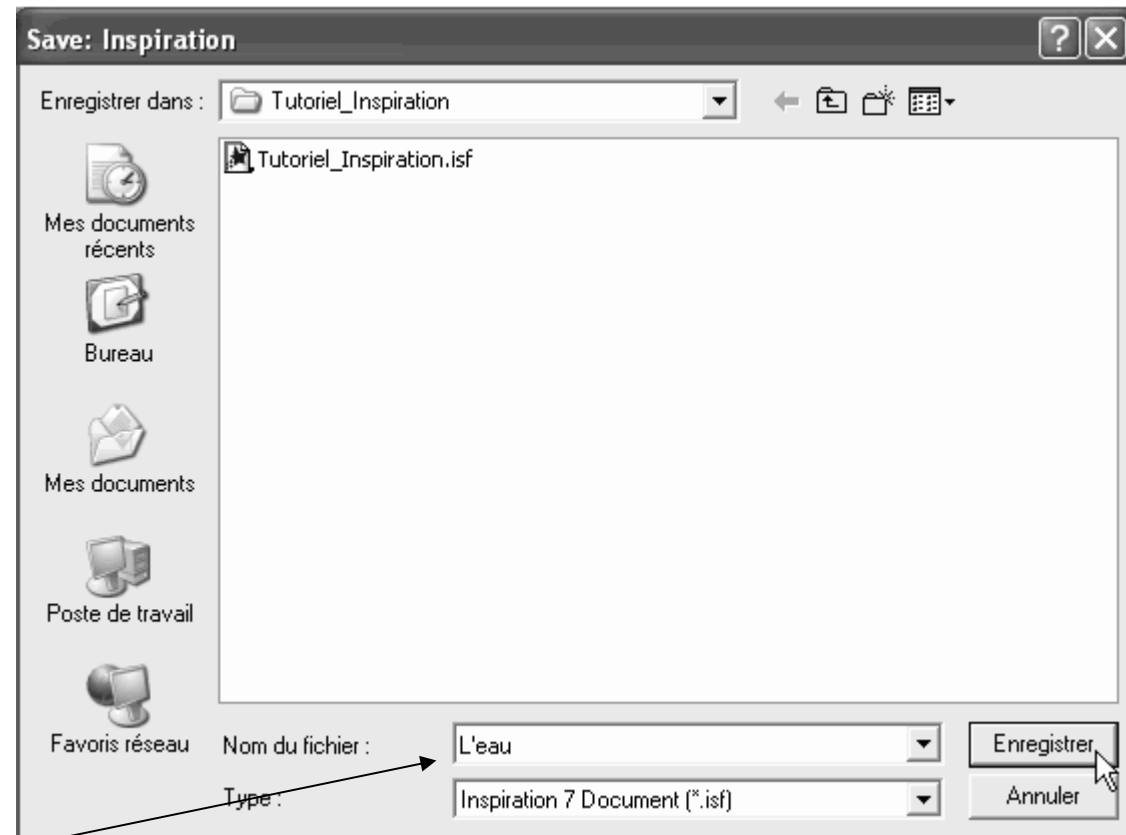 Save: Inspiration
Enregistrer dans :
Tutoriel_Inspiration
Tutoriel_Inspiration.isf
Mes documents
récents
Bureau
Mes documents
Poste de travail
Favoris réseau
Nom du fichier :
L'eau
Enregistrer
Type :
Inspiration 7 Document (*.isf)
Annuler